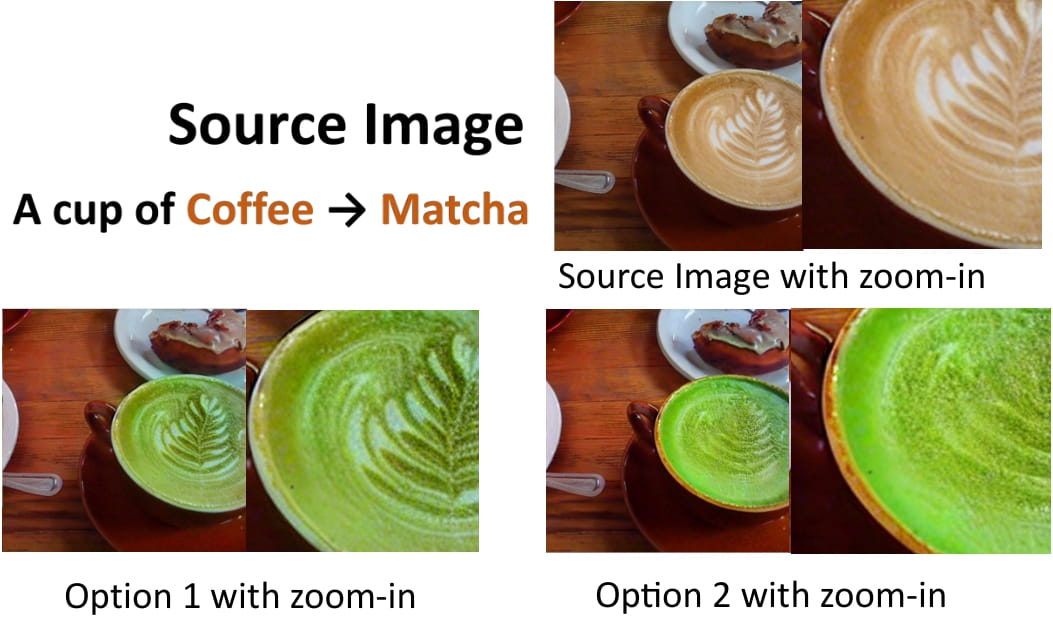 Source Image
A cup of Coffee → Matcha
Source Image with zoom-in
Option 1 with zoom-in
Option 2 with zoom-in